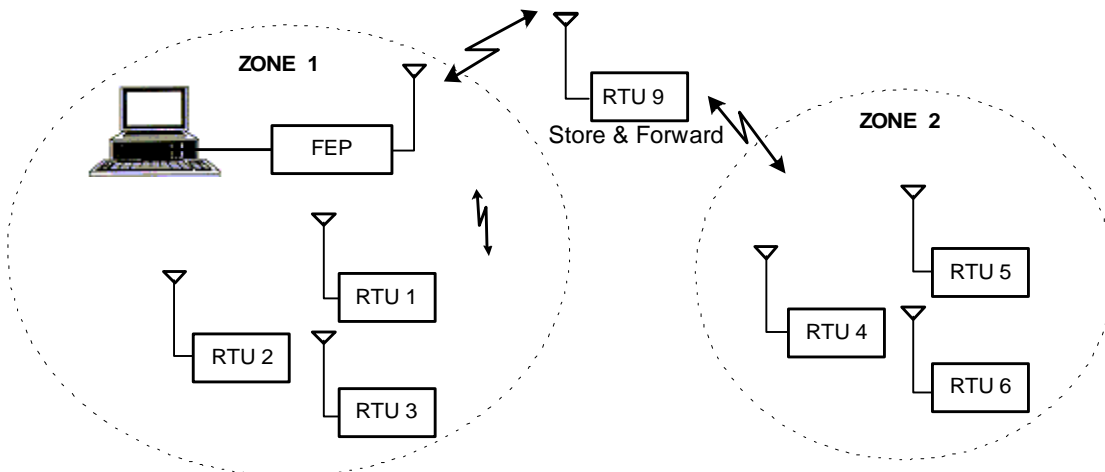 ZONE 1
RTU 9
Store & Forward
ZONE 2
FEP
RTU 5
RTU 1
RTU 4
RTU 2
RTU 6
RTU 3